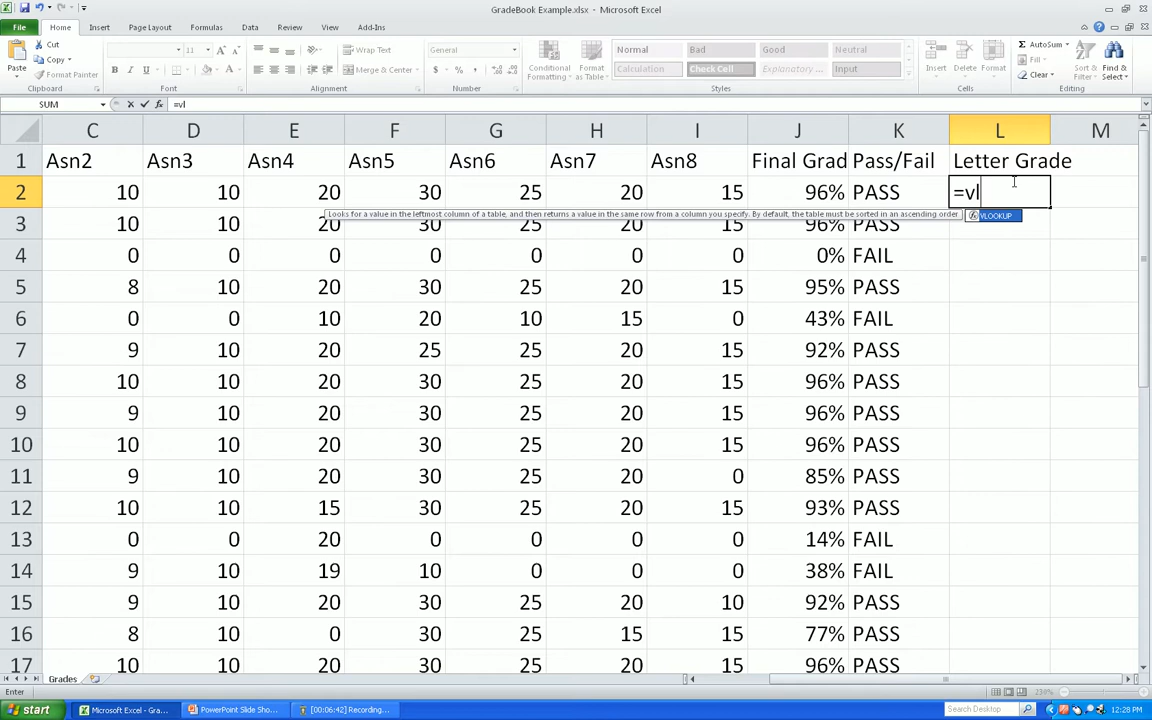 GradeBook Example.xlsx - Microsoft Excel
File Home Insert Page Layout Formulas Data Review View Add-Ins
Paste
Cut
Copy
Format Painter
Clipboard
11
Font
Wrap Text
Merge & Center
Alignment
General
$ % ,
Number
Conditional Formatting
Format as Table
Normal Bad Good Neutral
Calculation Check Cell Explanatory ... Input
Styles
Insert Delete Format
Cells
AutoSum
Fill
Clear
Sort & Filter
Find & Select
Editing
SUM =vl
C D E F G H I J K L M
1 Asn2 Asn3 Asn4 Asn5 Asn6 Asn7 Asn8 Final Grad Pass/Fail Letter Grade
2 10 10 20 30 25 20 15 96% PASS =vl
Looks for a value in the leftmost column of a table, and then returns a value in the same row from a column you specify. By default, the table must be sorted in an ascending order
VLOOKUP
3 10 10 20 30 25 20 15 96% PASS
4 0 0 0 0 0 0 0 0% FAIL
5 8 10 20 30 25 20 15 95% PASS
6 0 0 10 20 10 15 0 43% FAIL
7 9 10 20 25 25 20 15 92% PASS
8 10 10 20 30 25 20 15 96% PASS
9 9 10 20 30 25 20 15 96% PASS
10 10 10 20 30 25 20 15 96% PASS
11 9 10 20 30 25 20 0 85% PASS
12 10 10 15 30 25 20 15 93% PASS
13 0 0 20 0 0 0 0 14% FAIL
14 9 10 19 10 0 0 0 38% FAIL
15 9 10 20 30 25 20 10 92% PASS
16 8 10 0 30 25 15 15 77% PASS
17 10 10 20 30 25 20 15 96% PASS
Grades
Enter 230%
start Microsoft Excel - Gra... PowerPoint Slide Sho... [00:06:42] Recording... Search Desktop 12:28 PM